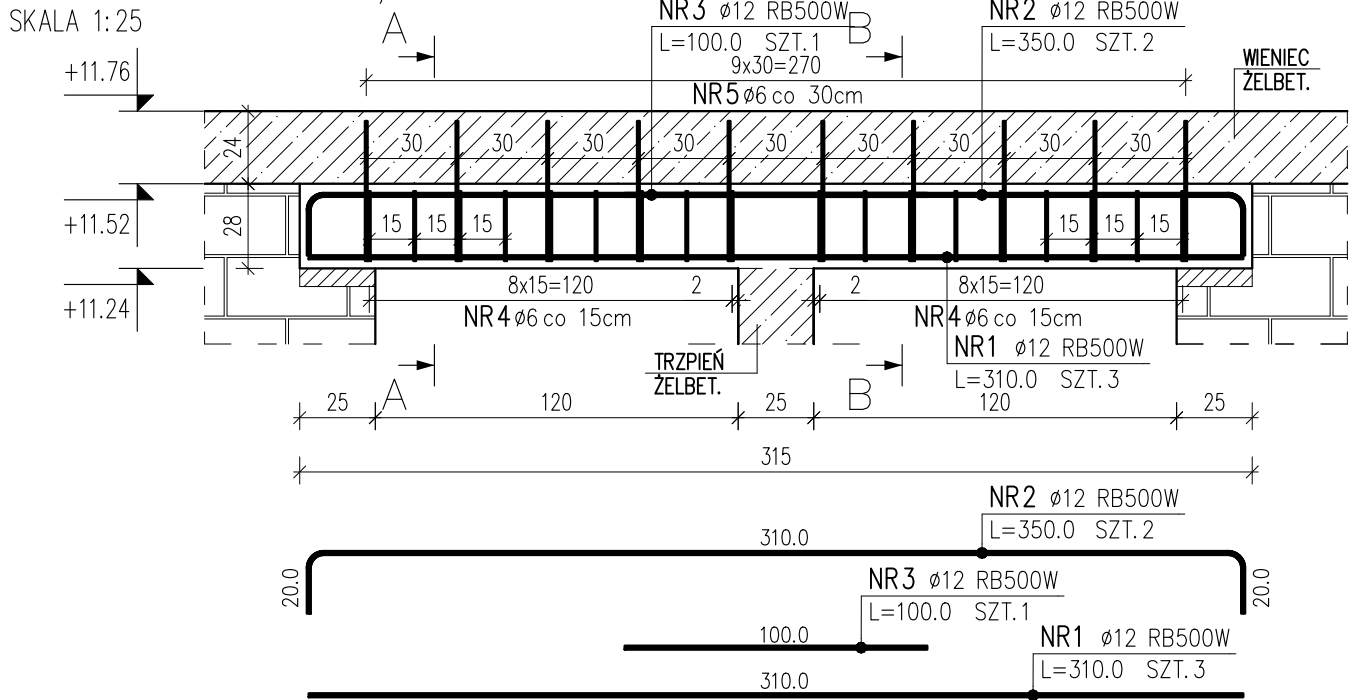 SKALA 1:25
A
NR3 ø12 RB500W
L=100.0 SZT.1
B
NR2 ø12 RB500W
L=350.0 SZT.2
9x30=270
NR5 ø6 co 30cm
WIENIEC
ŻELBET.
+11.76
24
30 30 30 30 30 30 30 30 30
+11.52
28
15 15 15 15 15 15
+11.24
8x15=120 2 2 8x15=120
NR4 ø6 co 15cm NR4 ø6 co 15cm
TRZPIEŃ
ŻELBET.
NR1 ø12 RB500W
L=310.0 SZT.3
A B
25 120 25 120 25
315
NR2 ø12 RB500W
L=350.0 SZT.2
310.0
20.0 20.0
NR3 ø12 RB500W
L=100.0 SZT.1
100.0
NR1 ø12 RB500W
L=310.0 SZT.3
310.0